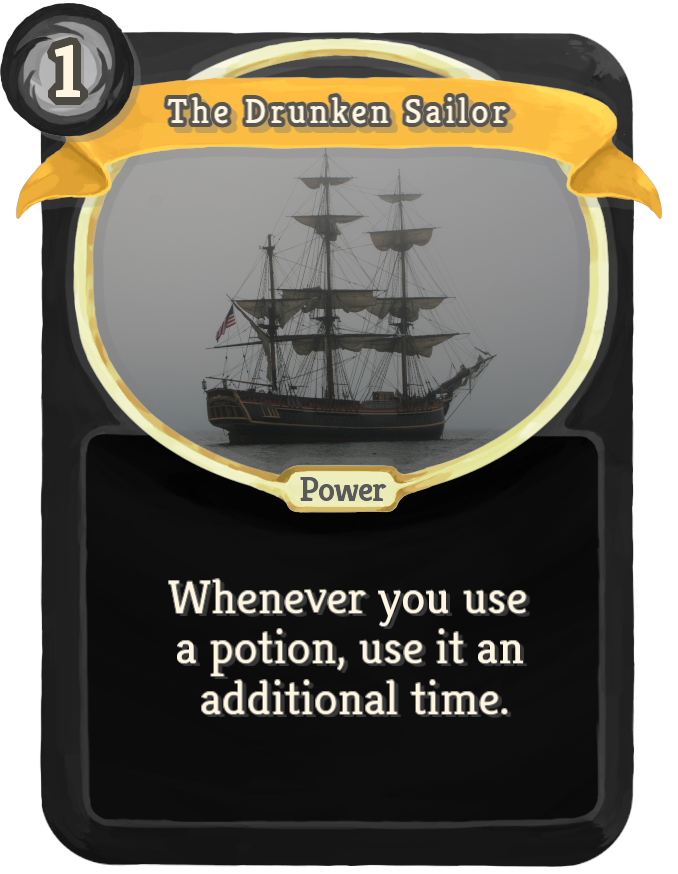 1
The Drunken Sailor
Power
Whenever you use
a potion, use it an
additional time.